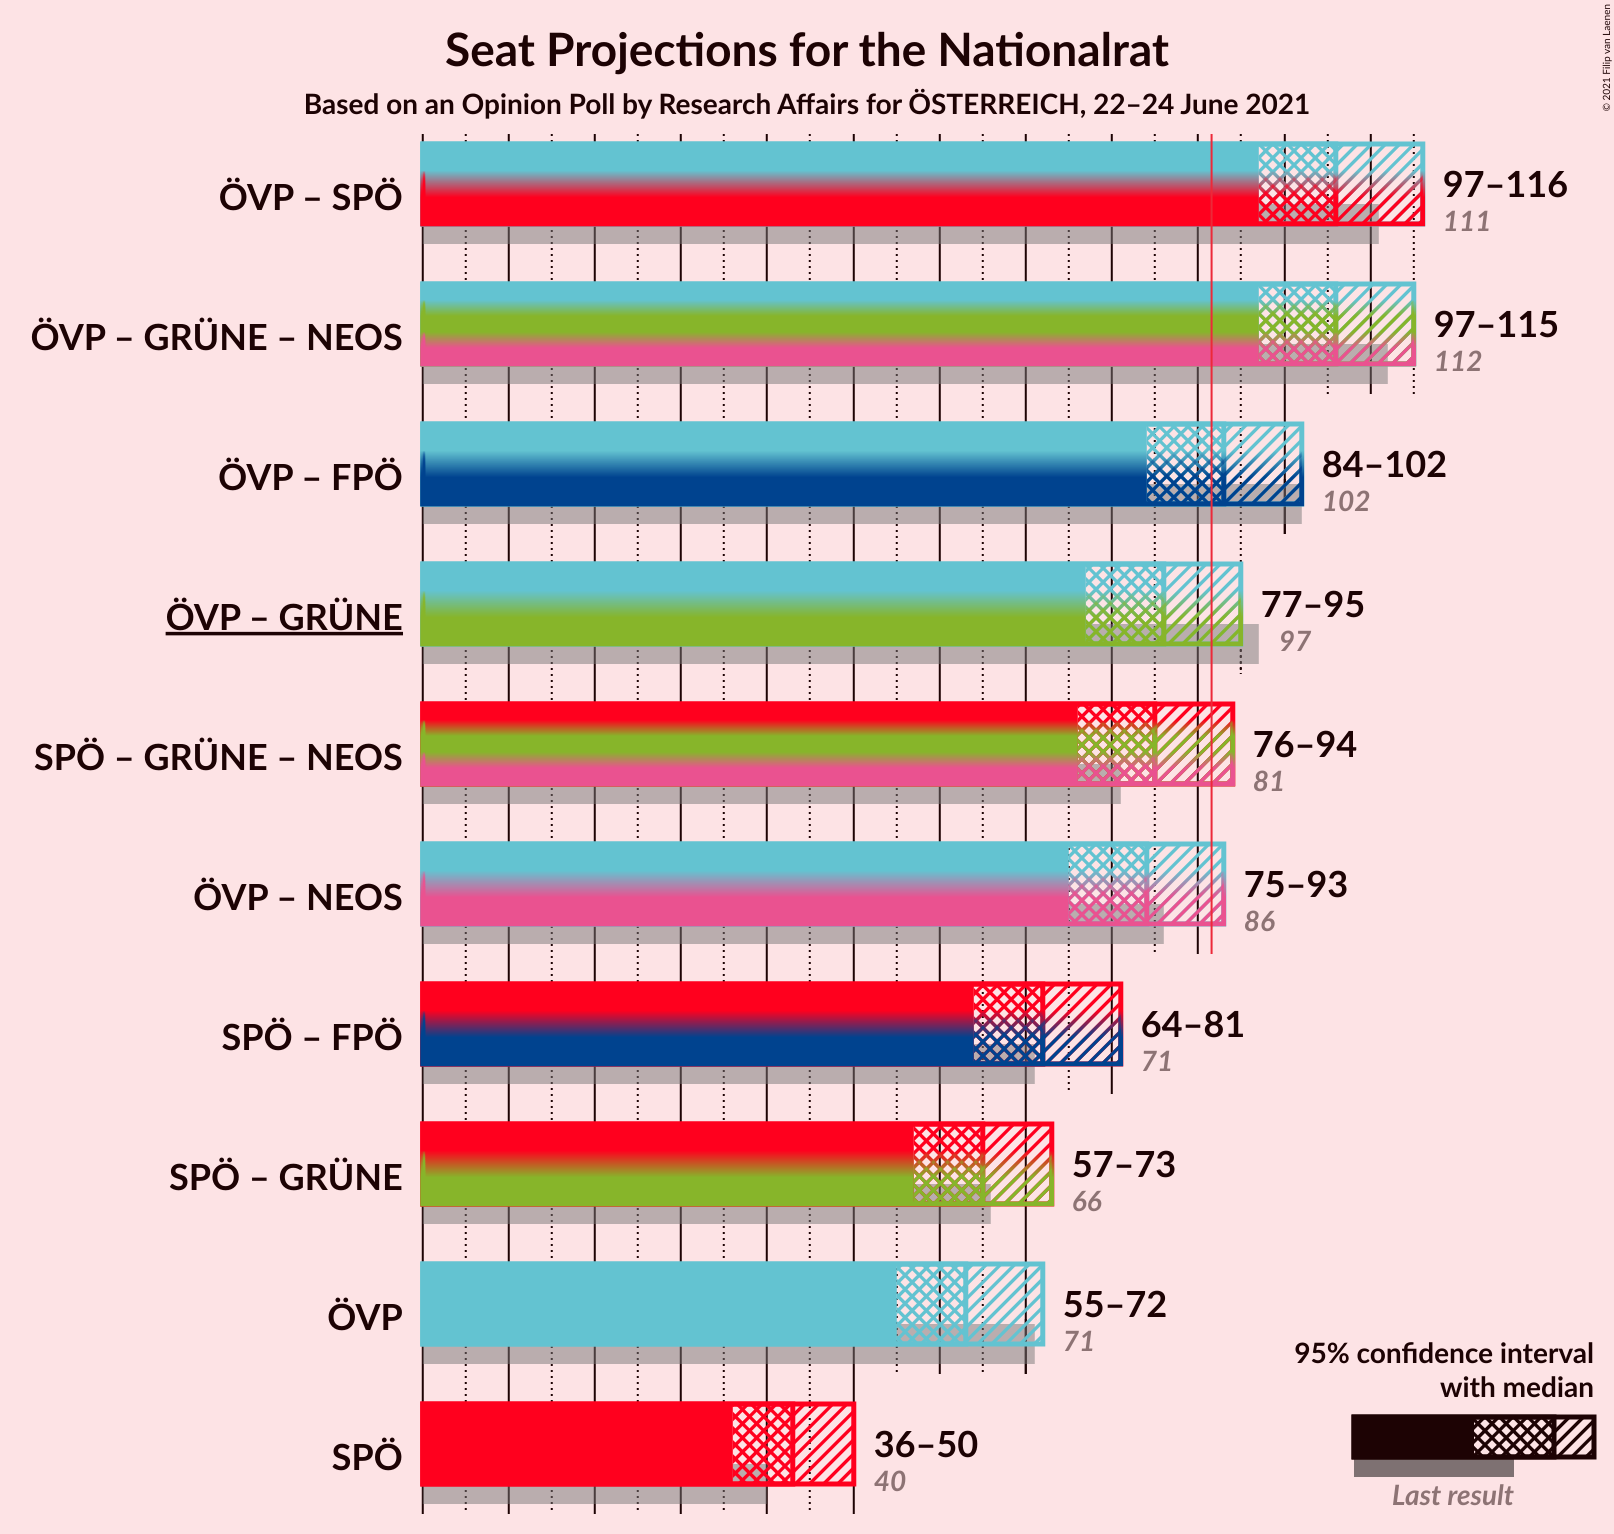 Seat Projections for the Nationalrat
Based on an Opinion Poll by Research Affairs for ÖSTERREICH, 22–24 June 2021
© 2021 Filip van Laenen
ÖVP – SPÖ
97–116
111
ÖVP – GRÜNE – NEOS
97–115
112
ÖVP – FPÖ
84–102
102
ÖVP – GRÜNE
77–95
97
SPÖ – GRÜNE – NEOS
76–94
81
ÖVP – NEOS
75–93
86
SPÖ – FPÖ
64–81
71
SPÖ – GRÜNE
57–73
66
ÖVP
55–72
71
SPÖ
36–50
40
95% confidence interval
with median
Last result